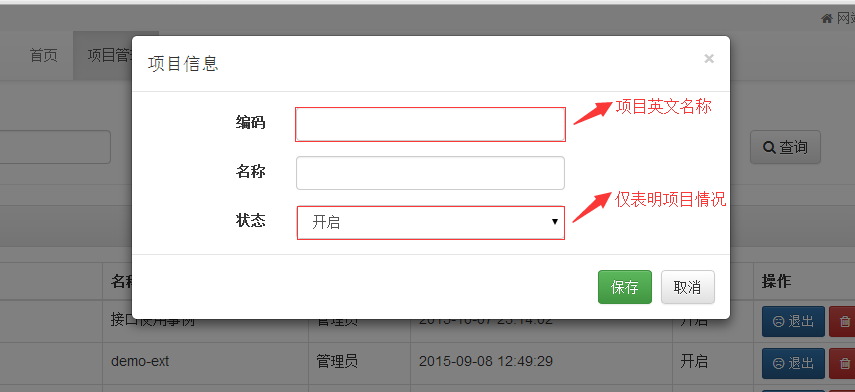 网站
首页 项目管
项目信息 ×
编码
项目英文名称
查询
名称
仅表明项目情况
状态 开启
保存 取消
名称 操作
接口使用事例 管理员 2015-10-07 23:14:02 开启 退出
demo-ext 管理员 2015-09-08 12:49:29 开启 退出